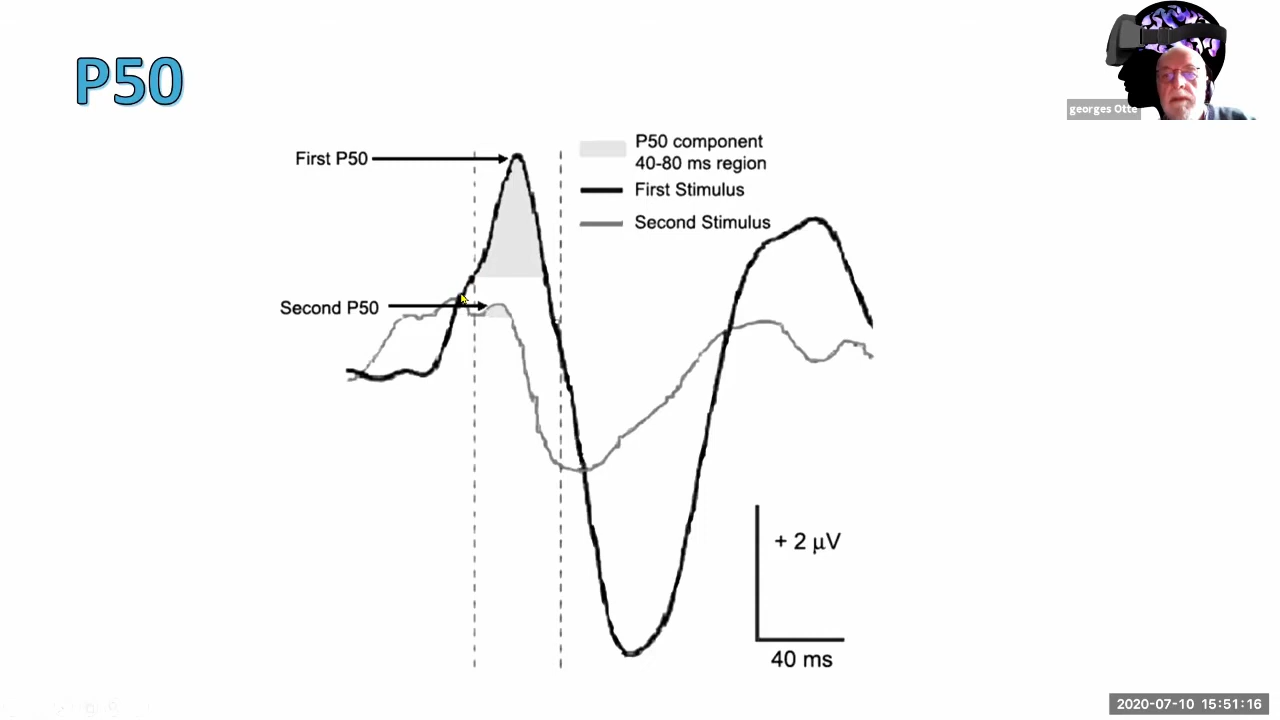 P50
georges Otte
First P50
P50 component
40-80 ms region
First Stimulus
Second Stimulus
Second P50
+ 2 µV
40 ms
2020-07-10 15:51:16